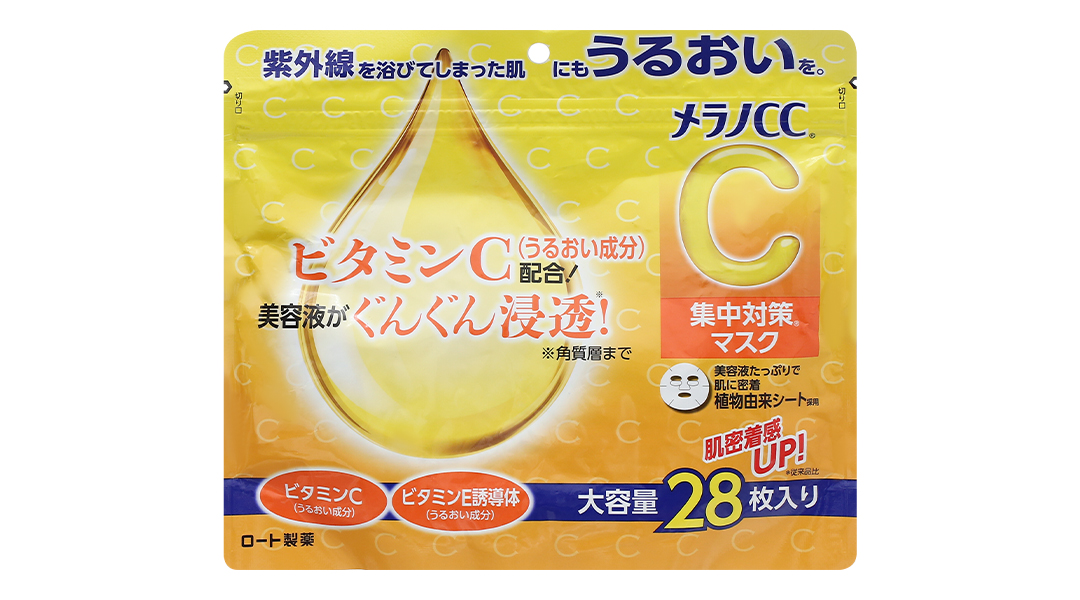 紫外線を浴びてしまった肌にもうるおいを。
切り口
切り口
メラノCC®
C
ビタミンC(うるおい成分)配合!
美容液がぐんぐん浸透!※
※角質層まで
集中対策®
マスク
美容液たっぷりで
肌に密着
植物由来シート採用
肌密着感
UP!
※従来品比
ビタミンC
(うるおい成分)
ビタミンE誘導体
(うるおい成分)
大容量28枚入り
ロート製薬